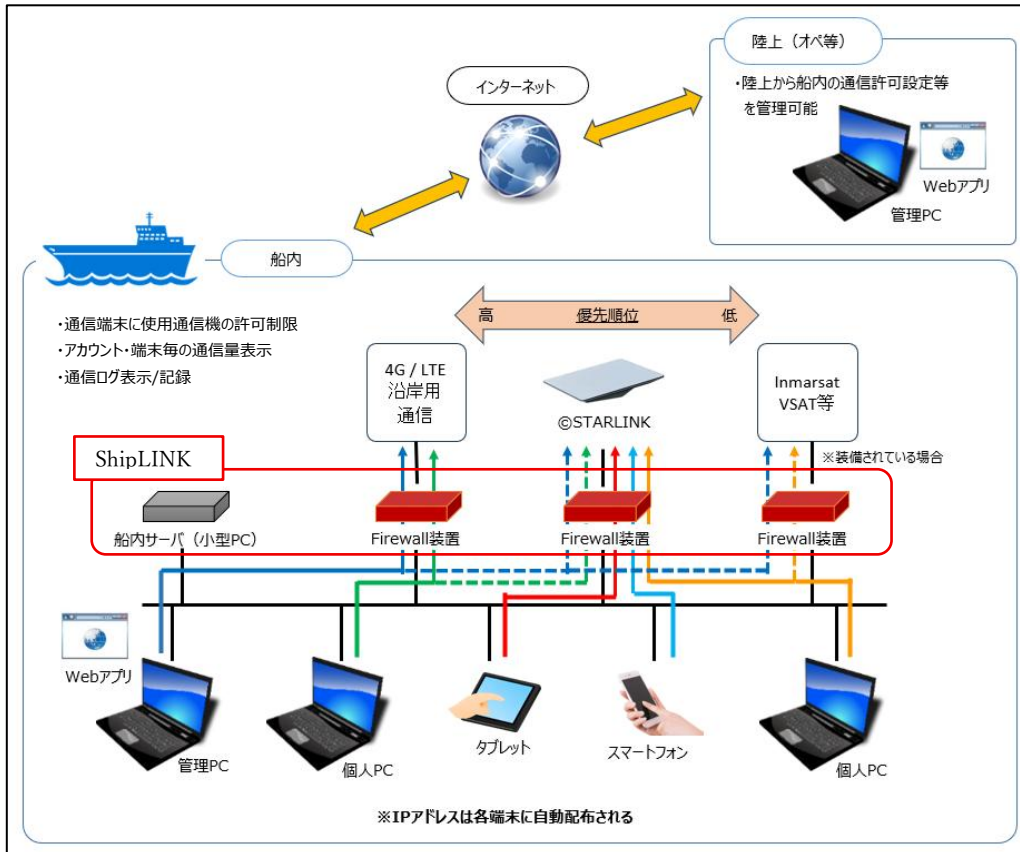 陸上（オペ等）
・陸上から船内の通信許可設定等
を管理可能
Webアプリ
管理PC
インターネット
船内
・通信端末に使用通信機の許可制限
・アカウント・端末毎の通信量表示
・通信ログ表示/記録
高
優先順位
低
4G / LTE
沿岸用
通信
©STARLINK
Inmarsat
VSAT等
※装備されている場合
ShipLINK
船内サーバ（小型PC）
Firewall装置
Firewall装置
Firewall装置
Webアプリ
管理PC
個人PC
タブレット
スマートフォン
個人PC
※IPアドレスは各端末に自動配布される